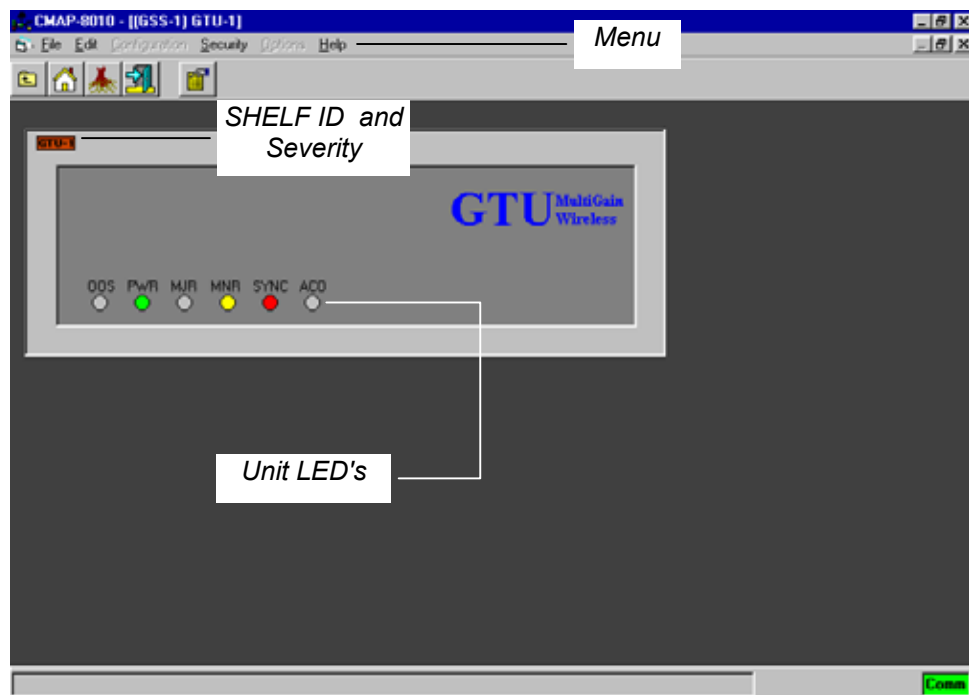 CMAP-8010 - [(GSS-1) GTU-1]
File Edit Configuration Security Options Help
Menu
SHELF ID and
Severity
GTU-1
GTU MultiGain
Wireless
OOS PWR MJR MNR SYNC ACO
Unit LED's
Comm